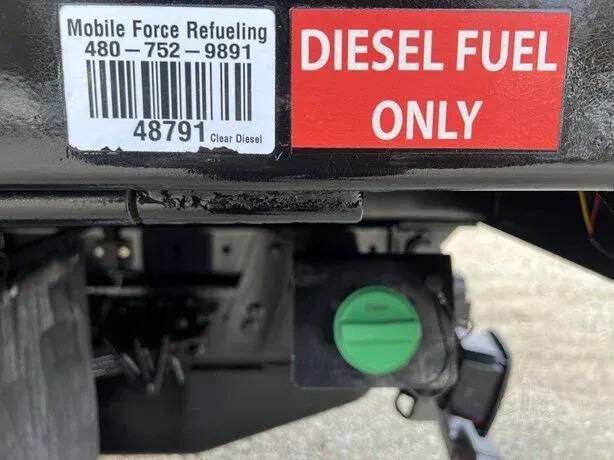 Mobile Force Refueling
480-752-9891
48791 Clear Diesel
DIESEL FUEL
ONLY